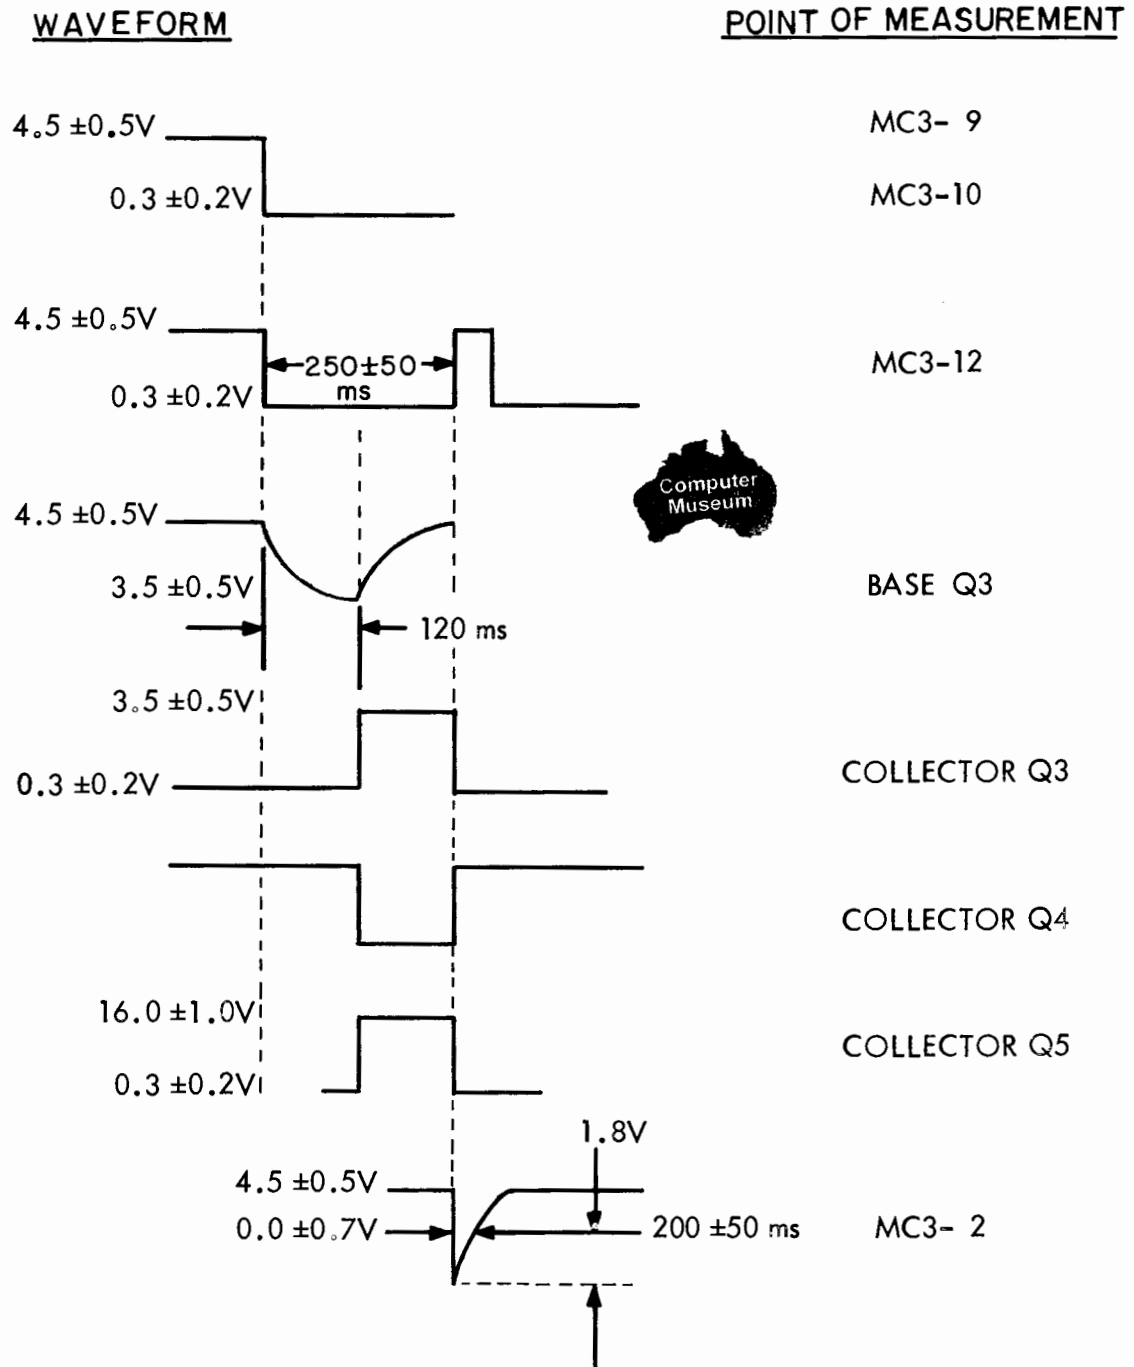 WAVEFORM
POINT OF MEASUREMENT
4.5 ±0.5V
MC3- 9
0.3 ±0.2V
MC3-10
4.5 ±0.5V
250±50
ms
MC3-12
0.3 ±0.2V
Computer
Museum
4.5 ±0.5V
3.5 ±0.5V
BASE Q3
120 ms
3.5 ±0.5V
0.3 ±0.2V
COLLECTOR Q3
COLLECTOR Q4
16.0 ±1.0V
COLLECTOR Q5
0.3 ±0.2V
1.8V
4.5 ±0.5V
0.0 ±0.7V
200 ±50 ms
MC3- 2